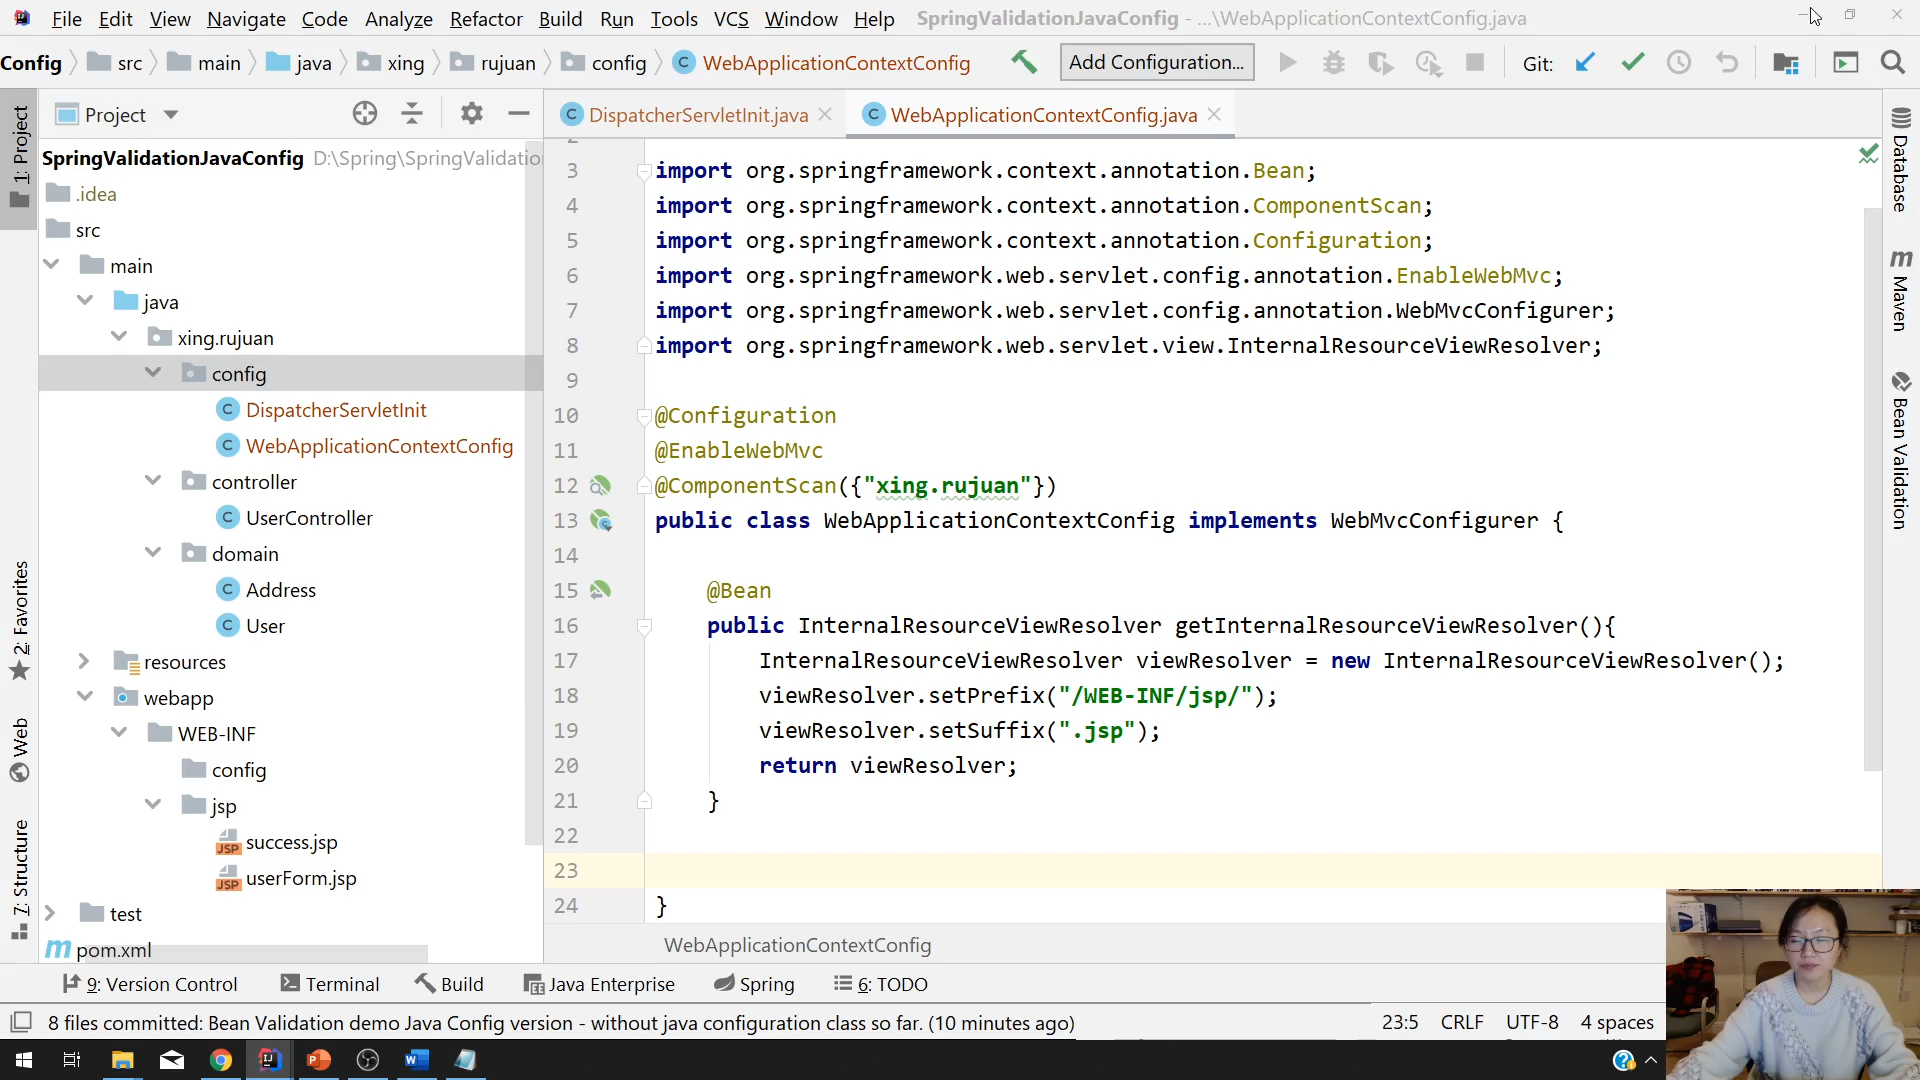 File Edit View Navigate Code Analyze Refactor Build Run Tools VCS Window Help SpringValidationJavaConfig - ...\WebApplicationContextConfig.java
Config src main java xing rujuan config WebApplicationContextConfig Add Configuration... Git:
Project
DispatcherServletInit.java WebApplicationContextConfig.java
1: Project
2: Favorites
Web
7: Structure
SpringValidationJavaConfig D:\Spring\SpringValidatio
.idea
src
main
java
xing.rujuan
config
DispatcherServletInit
WebApplicationContextConfig
controller
UserController
domain
Address
User
resources
webapp
WEB-INF
config
jsp
success.jsp
userForm.jsp
test
pom.xml
3 import org.springframework.context.annotation.Bean;
4 import org.springframework.context.annotation.ComponentScan;
5 import org.springframework.context.annotation.Configuration;
6 import org.springframework.web.servlet.config.annotation.EnableWebMvc;
7 import org.springframework.web.servlet.config.annotation.WebMvcConfigurer;
8 import org.springframework.web.servlet.view.InternalResourceViewResolver;
9
10 @Configuration
11 @EnableWebMvc
12 @ComponentScan({"xing.rujuan"})
13 public class WebApplicationContextConfig implements WebMvcConfigurer {
14
15 @Bean
16 public InternalResourceViewResolver getInternalResourceViewResolver(){
17 InternalResourceViewResolver viewResolver = new InternalResourceViewResolver();
18 viewResolver.setPrefix("/WEB-INF/jsp/");
19 viewResolver.setSuffix(".jsp");
20 return viewResolver;
21 }
22
23
24 }
WebApplicationContextConfig
Database
Maven
Bean Validation
9: Version Control Terminal Build Java Enterprise Spring 6: TODO
8 files committed: Bean Validation demo Java Config version - without java configuration class so far. (10 minutes ago) 23:5 CRLF UTF-8 4 spaces